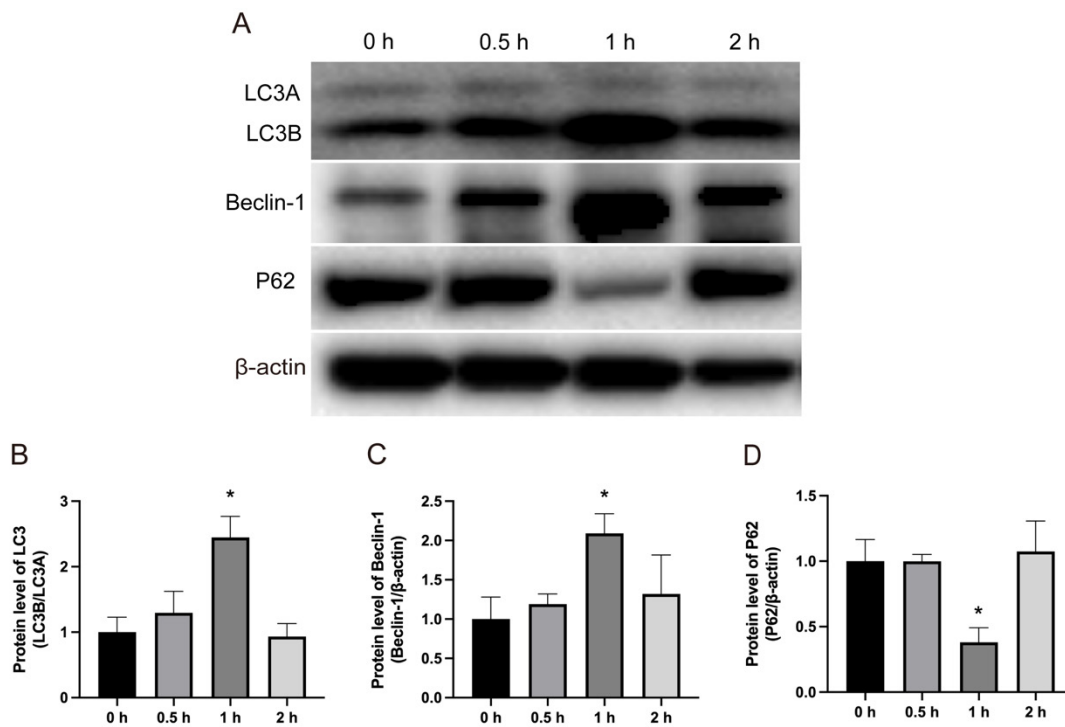 A
0 h 0.5 h 1 h 2 h
LC3A
LC3B
Beclin-1
P62
β-actin
B
Protein level of LC3
(LC3B/LC3A)
3
2
1
0
*
0 h 0.5 h 1 h 2 h
C
Protein level of Beclin-1
(Beclin-1/β-actin)
2.5
2.0
1.5
1.0
0.5
0.0
*
0 h 0.5 h 1 h 2 h
D
Protein level of P62
(P62/β-actin)
1.5
1.0
0.5
0.0
*
0 h 0.5 h 1 h 2 h